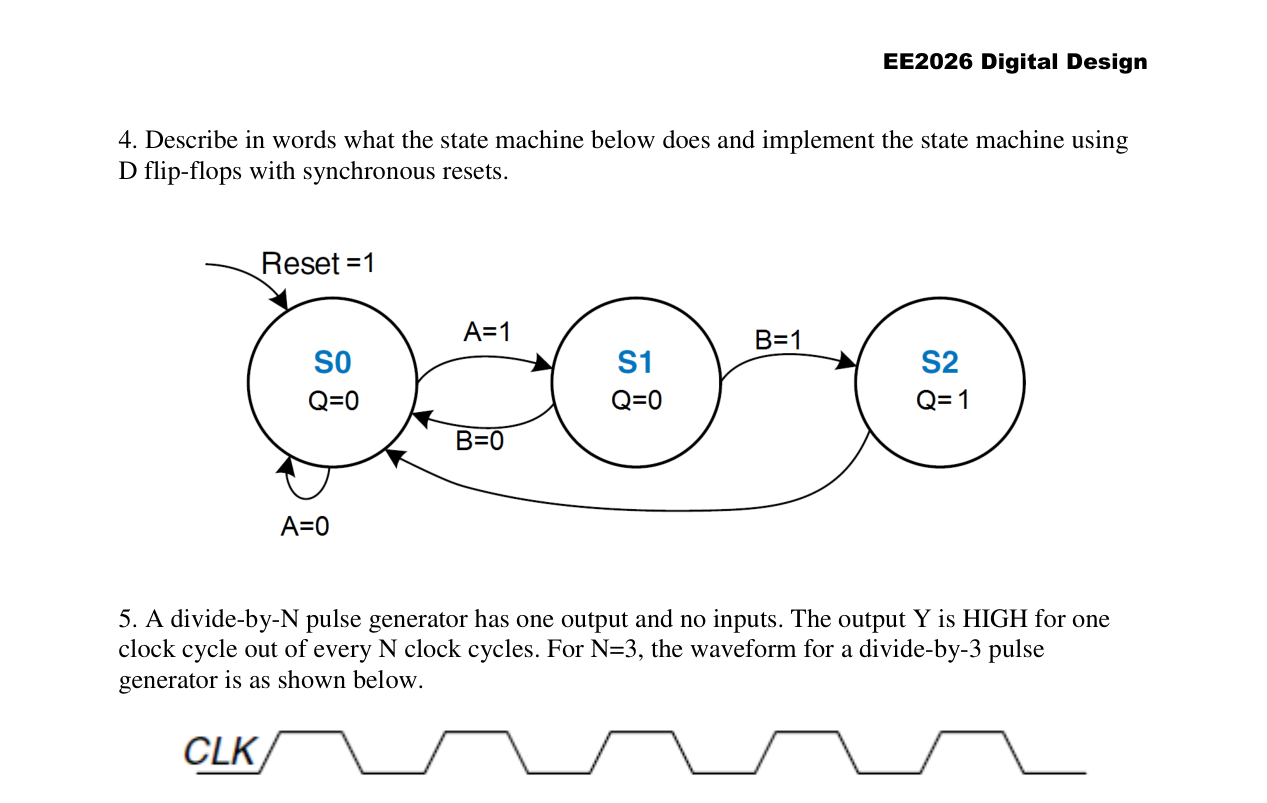 EE2026 Digital Design
4. Describe in words what the state machine below does and implement the state machine using
D flip-flops with synchronous resets.
Reset =1
A=1
B=1
S0
S1
S2
Q=0
Q=0
Q= 1
B=0
A=0
5. A divide-by-N pulse generator has one output and no inputs. The output Y is HIGH for one
clock cycle out of every N clock cycles. For N=3, the waveform for a divide-by-3 pulse
generator is as shown below.
CLK